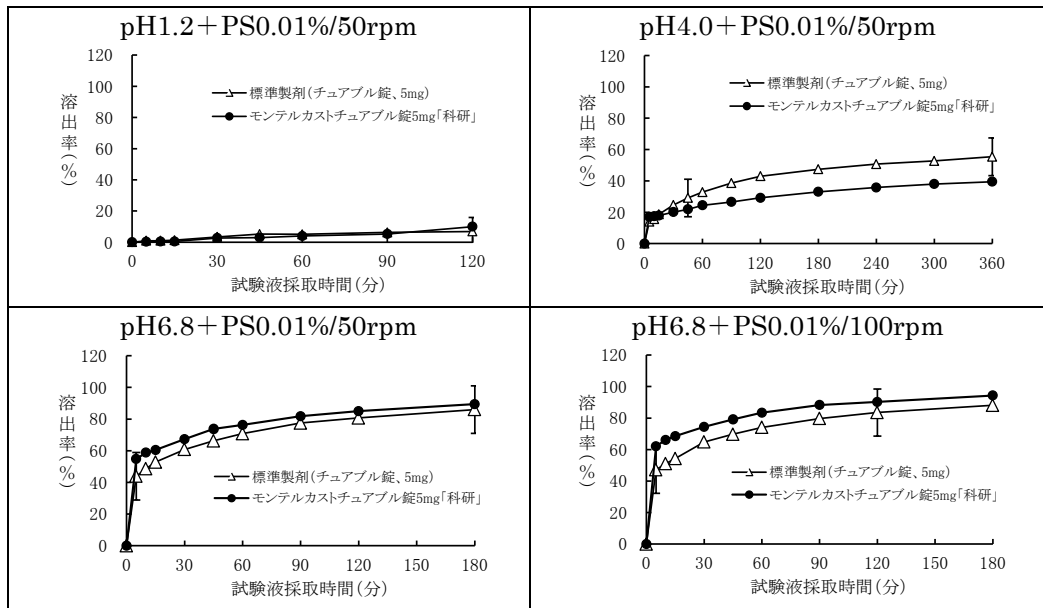 pH1.2＋PS0.01%/50rpm
120
100
80
60
40
20
0
溶出率(%)
標準製剤(チュアブル錠、5mg)
モンテルカストチュアブル錠5mg「科研」
0 30 60 90 120
試験液採取時間(分)
pH4.0＋PS0.01%/50rpm
120
100
80
60
40
20
0
溶出率(%)
標準製剤(チュアブル錠、5mg)
モンテルカストチュアブル錠5mg「科研」
0 60 120 180 240 300 360
試験液採取時間(分)
pH6.8＋PS0.01%/50rpm
120
100
80
60
40
20
0
溶出率(%)
標準製剤(チュアブル錠、5mg)
モンテルカストチュアブル錠5mg「科研」
0 30 60 90 120 150 180
試験液採取時間(分)
pH6.8＋PS0.01%/100rpm
120
100
80
60
40
20
0
溶出率(%)
標準製剤(チュアブル錠、5mg)
モンテルカストチュアブル錠5mg「科研」
0 30 60 90 120 150 180
試験液採取時間(分)